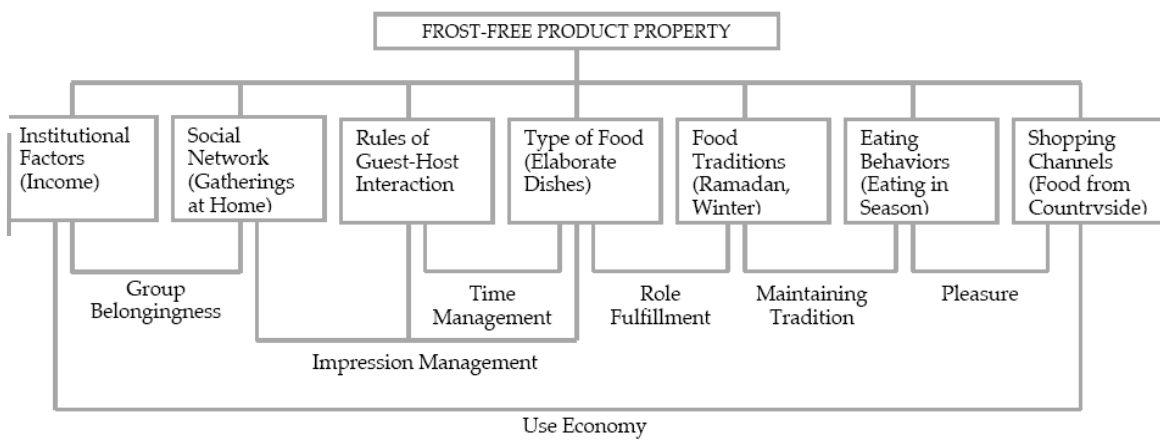 FROST-FREE PRODUCT PROPERTY
Institutional
Factors
(Income)
Social
Network
(Gatherings
at Home)
Rules of
Guest-Host
Interaction
Type of Food
(Elaborate
Dishes)
Food
Traditions
(Ramadan,
Winter)
Eating
Behaviors
(Eating in
Season)
Shopping
Channels
(Food from
Countryside)
Group
Belongingness
Time
Management
Role
Fulfillment
Maintaining
Tradition
Pleasure
Impression Management
Use Economy